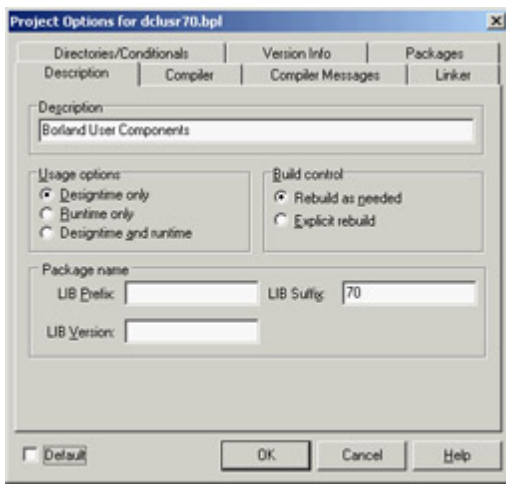 Project Options for dclusr70.bpl
Directories/Conditionals Version Info Packages
Description Compiler Compiler Messages Linker
Description
Borland User Components
Usage options
Designtime only
Runtime only
Designtime and runtime
Build control
Rebuild as needed
Explicit rebuild
Package name
LIB Prefix: LIB Suffix: 70
LIB Version:
Default OK Cancel Help